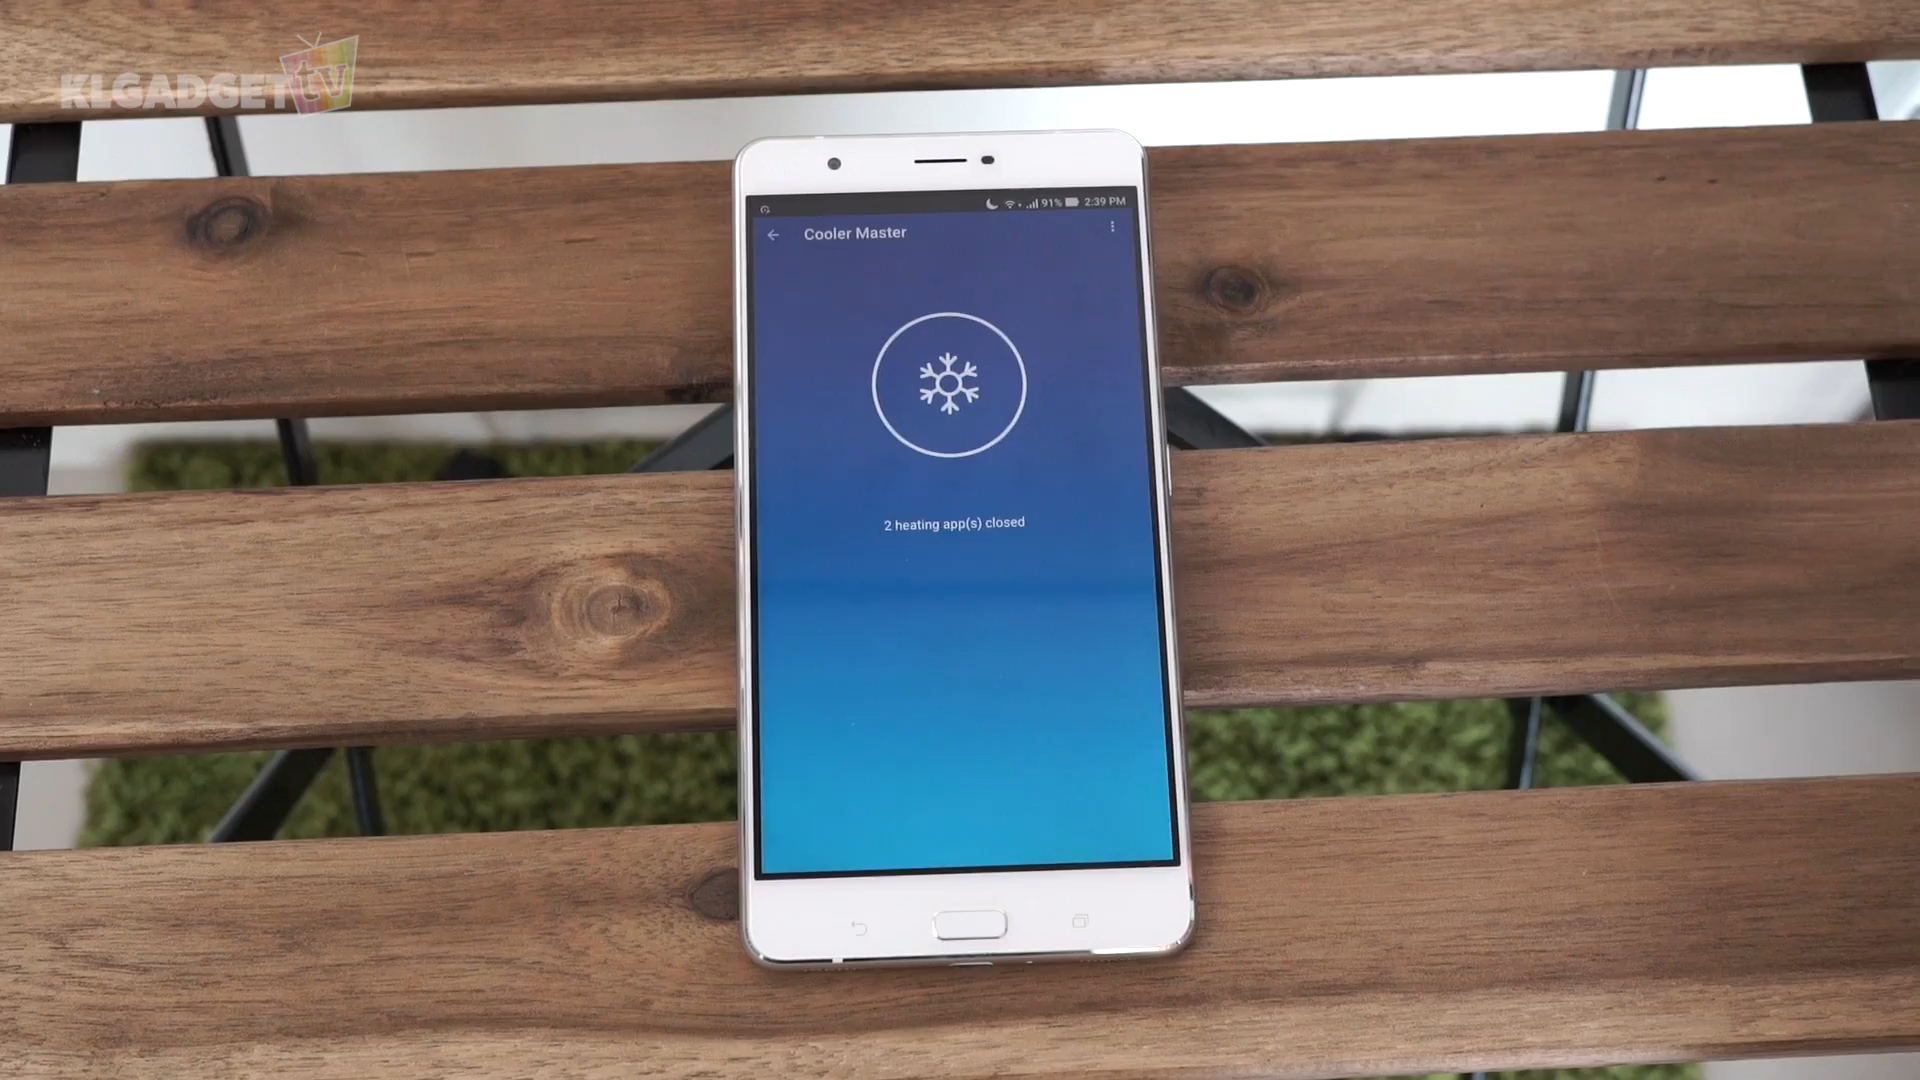 KLGADGET tv
91% 2:39 PM
Cooler Master
2 heating app(s) closed